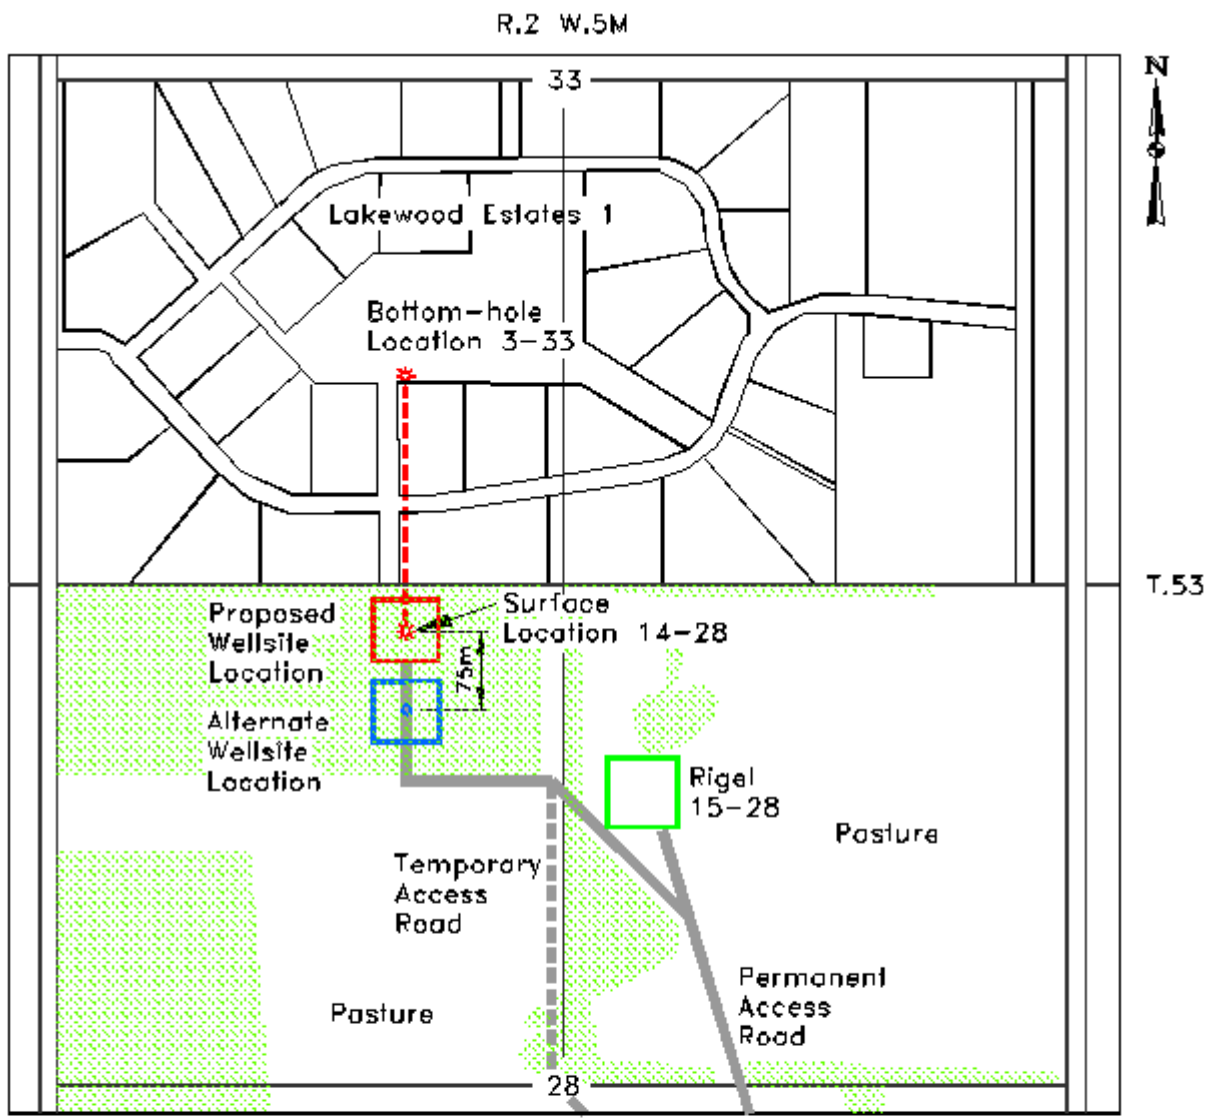 R.2 W.5M
33
N
Lakewood Estates 1
Bottom-hole
Location 3-33
T.53
Proposed
Wellsite
Location
Surface
Location 14-28
75m
Alternate
Wellsite
Location
Rigel
15-28
Pasture
Temporary
Access
Road
Permanent
Access
Road
Pasture
28